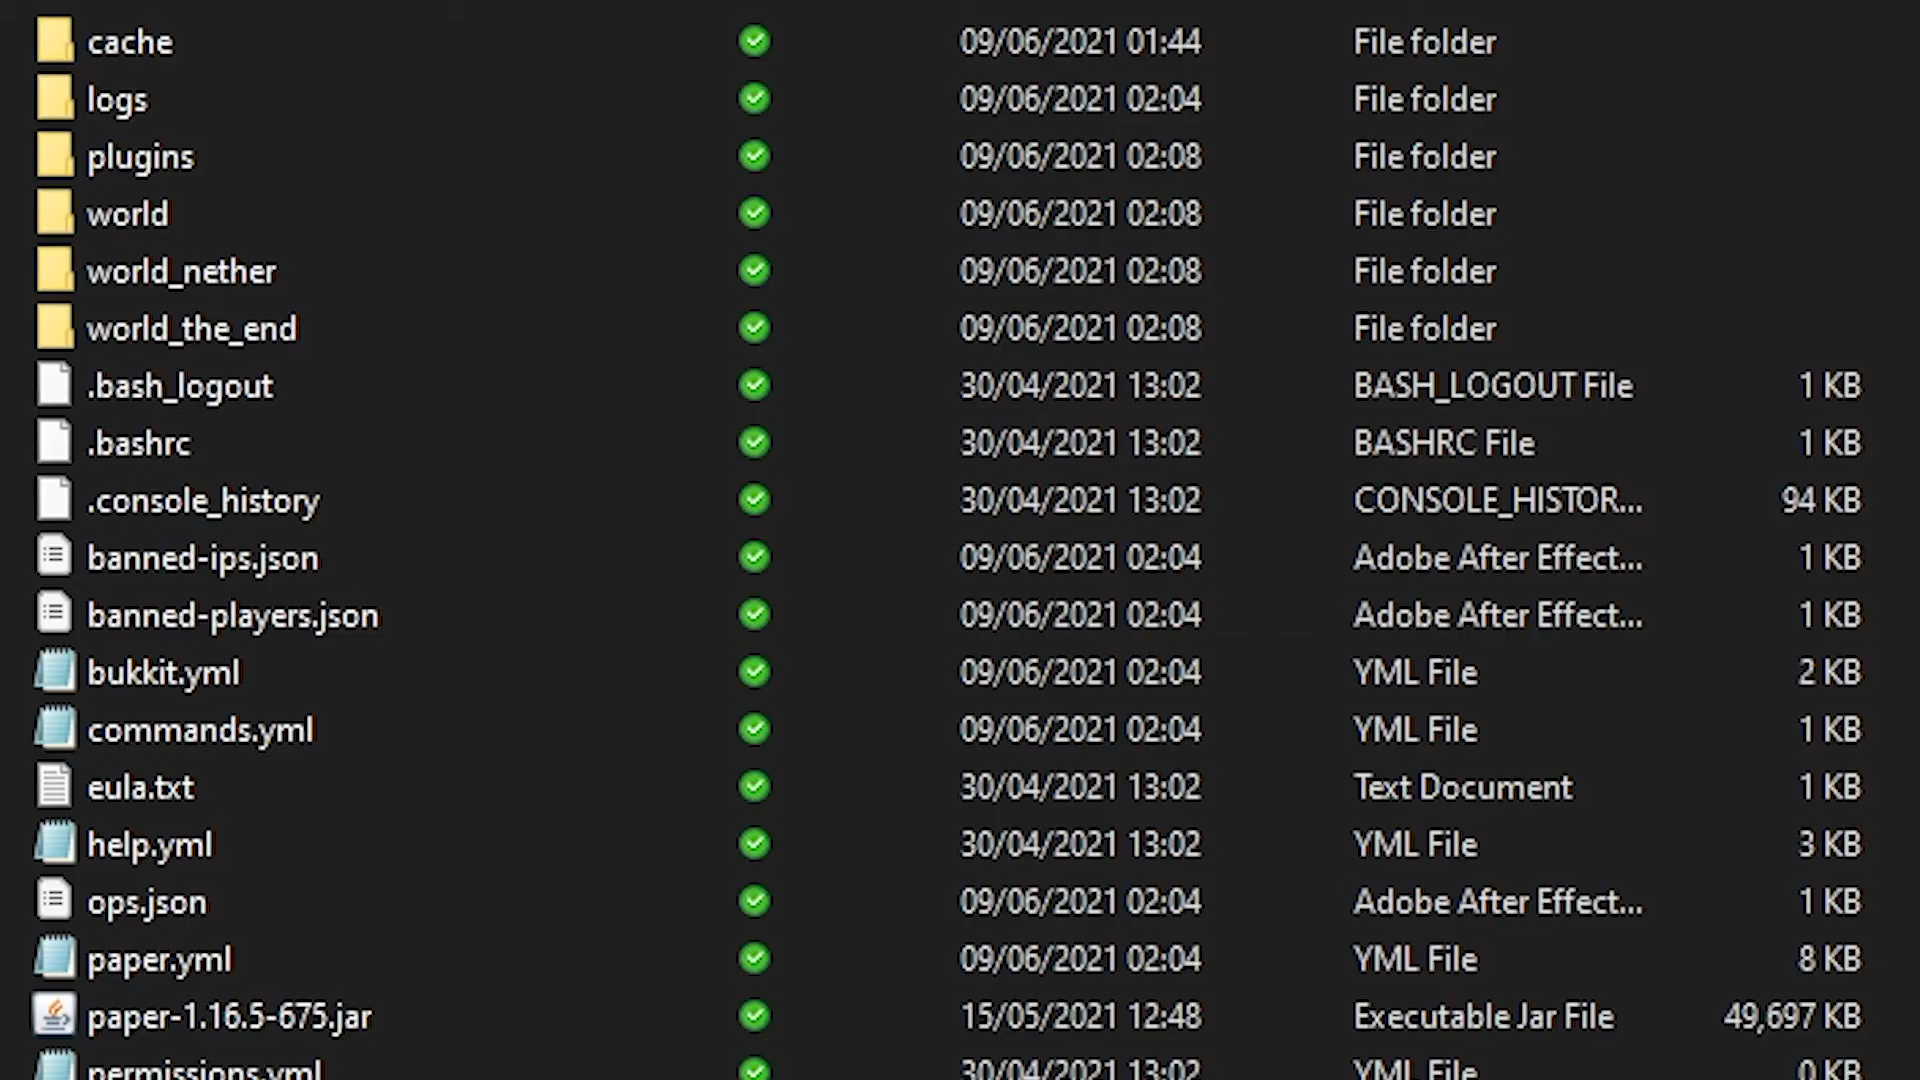 cache 09/06/2021 01:44 File folder
logs 09/06/2021 02:04 File folder
plugins 09/06/2021 02:08 File folder
world 09/06/2021 02:08 File folder
world_nether 09/06/2021 02:08 File folder
world_the_end 09/06/2021 02:08 File folder
.bash_logout 30/04/2021 13:02 BASH_LOGOUT File 1 KB
.bashrc 30/04/2021 13:02 BASHRC File 1 KB
.console_history 30/04/2021 13:02 CONSOLE_HISTOR... 94 KB
banned-ips.json 09/06/2021 02:04 Adobe After Effect... 1 KB
banned-players.json 09/06/2021 02:04 Adobe After Effect... 1 KB
bukkit.yml 09/06/2021 02:04 YML File 2 KB
commands.yml 09/06/2021 02:04 YML File 1 KB
eula.txt 30/04/2021 13:02 Text Document 1 KB
help.yml 30/04/2021 13:02 YML File 3 KB
ops.json 09/06/2021 02:04 Adobe After Effect... 1 KB
paper.yml 09/06/2021 02:04 YML File 8 KB
paper-1.16.5-675.jar 15/05/2021 12:48 Executable Jar File 49,697 KB
permissions.yml 30/04/2021 13:02 YML File 0 KB